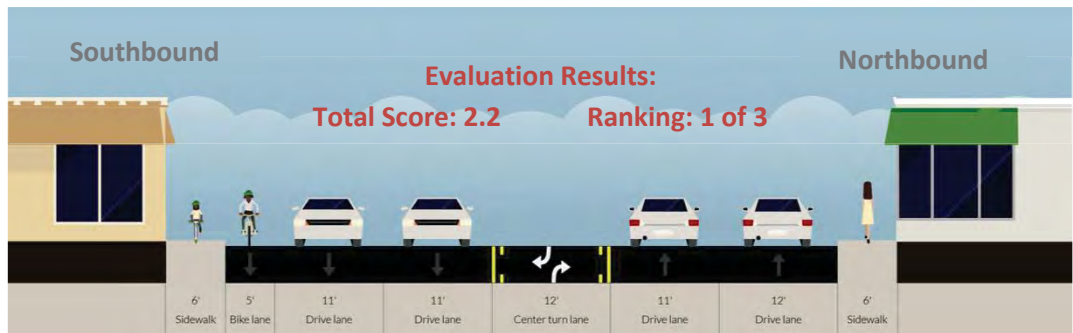 Southbound
Northbound
Evaluation Results:
Total Score: 2.2 Ranking: 1 of 3
6' 5' 11' 11' 12' 11' 12' 6'
Sidewalk Bike lane Drive lane Drive lane Center turn lane Drive lane Drive lane Sidewalk